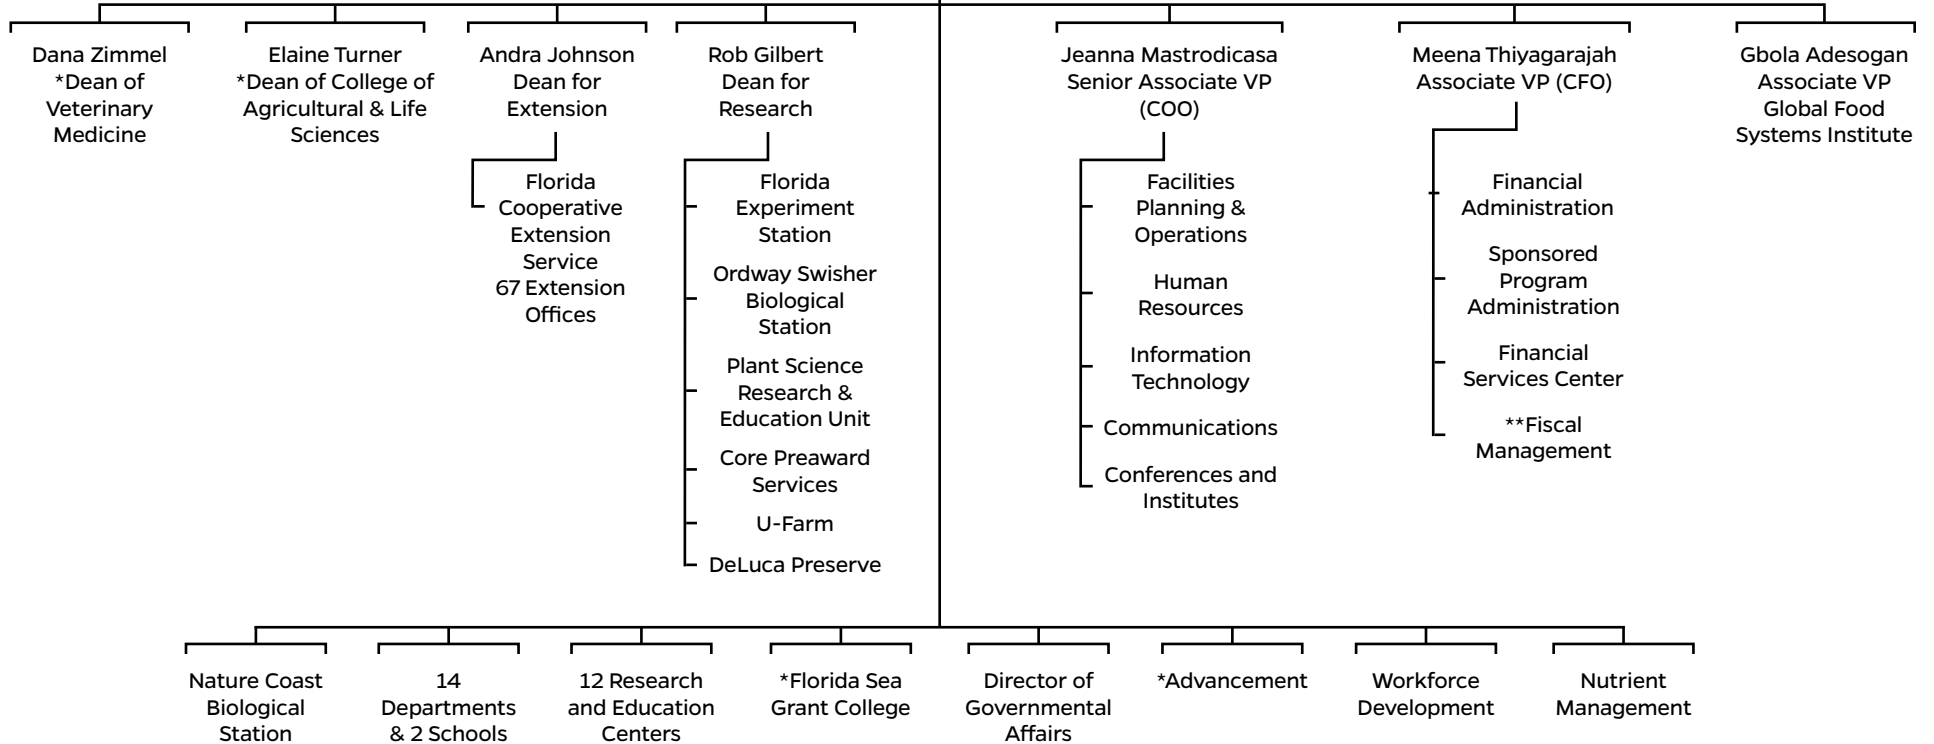 Dana Zimmel
*Dean of
Veterinary
Medicine
Elaine Turner
*Dean of College of
Agricultural & Life
Sciences
Andra Johnson
Dean for
Extension
Florida
Cooperative
Extension
Service
67 Extension
Offices
Rob Gilbert
Dean for
Research
Florida
Experiment
Station
Ordway Swisher
Biological
Station
Plant Science
Research &
Education Unit
Core Preaward
Services
U-Farm
DeLuca Preserve
Jeanna Mastrodicasa
Senior Associate VP
(COO)
Facilities
Planning &
Operations
Human
Resources
Information
Technology
Communications
Conferences and
Institutes
Meena Thiyagarajah
Associate VP (CFO)
Financial
Administration
Sponsored
Program
Administration
Financial
Services Center
**Fiscal
Management
Gbola Adesogan
Associate VP
Global Food
Systems Institute
Nature Coast
Biological
Station
14
Departments
& 2 Schools
12 Research
and Education
Centers
*Florida Sea
Grant College
Director of
Governmental
Affairs
*Advancement
Workforce
Development
Nutrient
Management